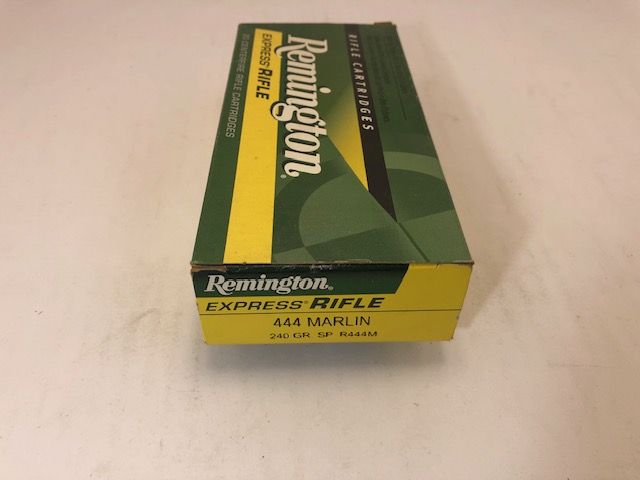 RIFLE CARTRIDGES
Remington®
EXPRESS® RIFLE
20 CENTERFIRE RIFLE CARTRIDGES
Remington®
EXPRESS® RIFLE
444 MARLIN
240 GR SP R444M